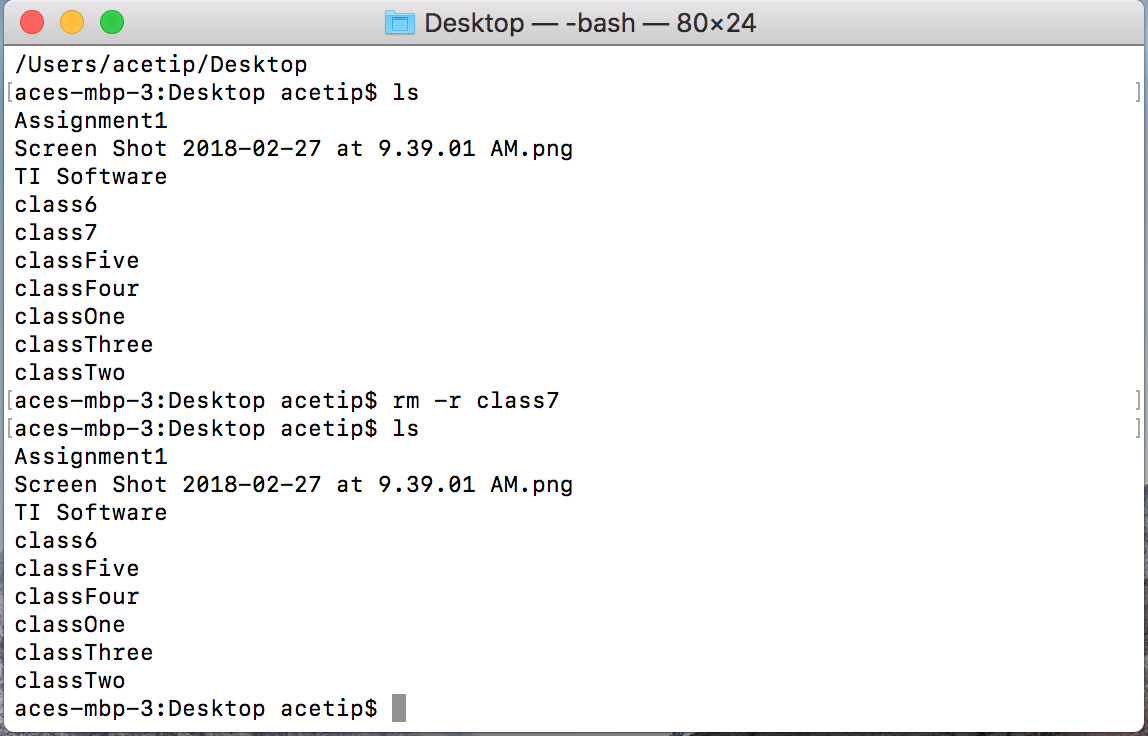 Desktop — -bash — 80×24
/Users/acetip/Desktop
[aces-mbp-3:Desktop acetip$ ls ]
Assignment1
Screen Shot 2018-02-27 at 9.39.01 AM.png
TI Software
class6
class7
classFive
classFour
classOne
classThree
classTwo
[aces-mbp-3:Desktop acetip$ rm -r class7 ]
[aces-mbp-3:Desktop acetip$ ls ]
Assignment1
Screen Shot 2018-02-27 at 9.39.01 AM.png
TI Software
class6
classFive
classFour
classOne
classThree
classTwo
aces-mbp-3:Desktop acetip$